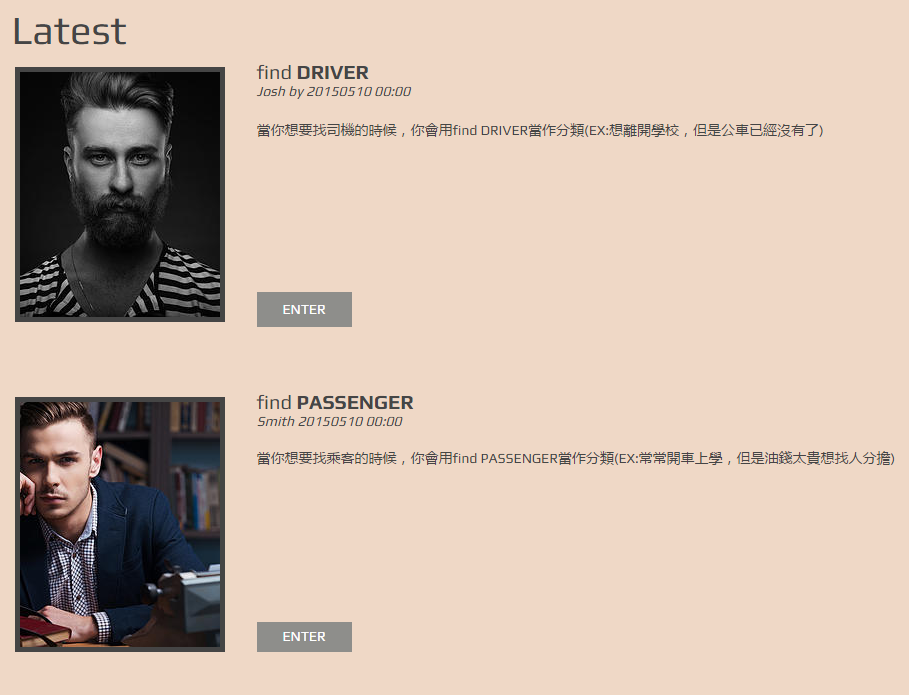 Latest
find DRIVER
Josh by 20150510 00:00
當你想要找司機的時候，你會用find DRIVER當作分類(EX:想離開學校，但是公車已經沒有了)
ENTER
find PASSENGER
Smith 20150510 00:00
當你想要找乘客的時候，你會用find PASSENGER當作分類(EX:常常開車上學，但是油錢太貴想找人分擔)
ENTER